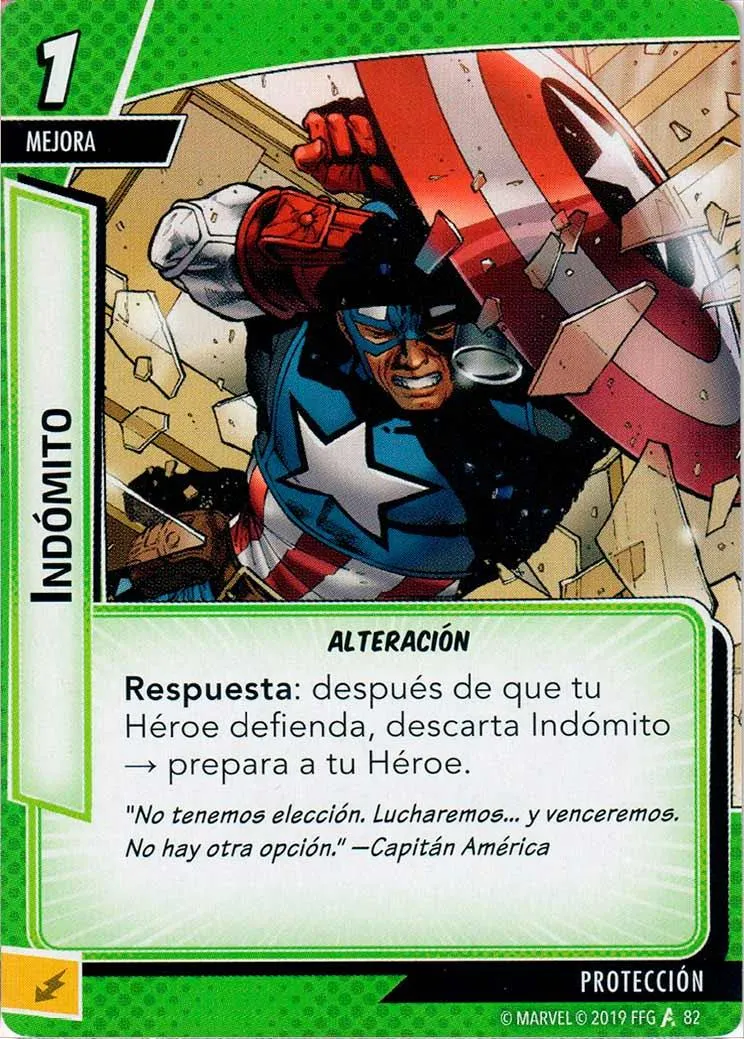 1
MEJORA
INDÓMITO
ALTERACIÓN
Respuesta: después de que tu
Héroe defienda, descarta Indómito
→ prepara a tu Héroe.
"No tenemos elección. Lucharemos... y venceremos.
No hay otra opción." —Capitán América
PROTECCIÓN
© MARVEL © 2019 FFG 82